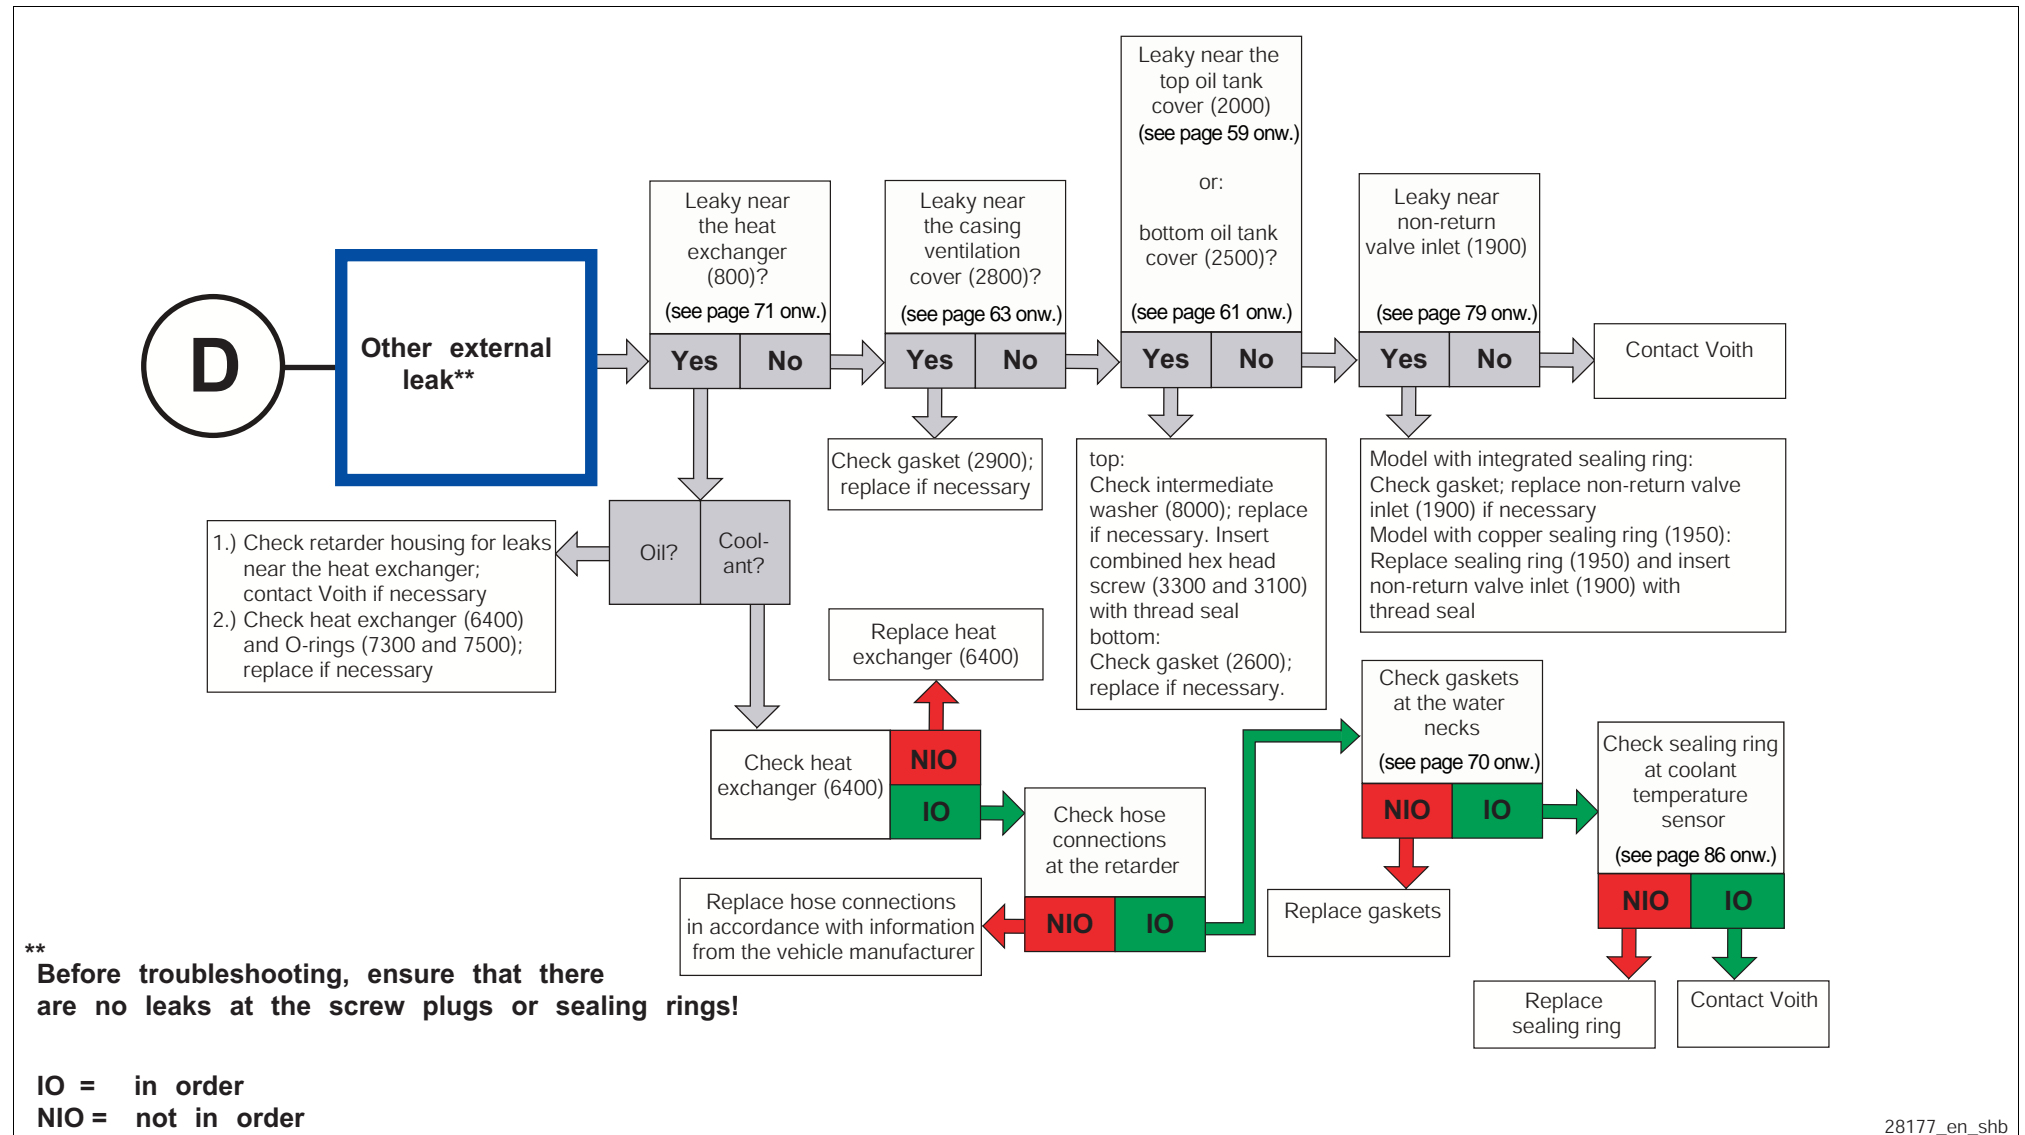 D
Other external
leak**
Leaky near
the heat
exchanger
(800)?
(see page 71 onw.)
Yes
No
Leaky near
the casing
ventilation
cover (2800)?
(see page 63 onw.)
Yes
No
Leaky near the
top oil tank
cover (2000)
(see page 59 onw.)
or:
bottom oil tank
cover (2500)?
(see page 61 onw.)
Yes
No
Leaky near
non-return
valve inlet (1900)
(see page 79 onw.)
Yes
No
Contact Voith
Oil?
Cool-
ant?
1.) Check retarder housing for leaks
near the heat exchanger;
contact Voith if necessary
2.) Check heat exchanger (6400)
and O-rings (7300 and 7500);
replace if necessary
Check gasket (2900);
replace if necessary
top:
Check intermediate
washer (8000); replace
if necessary. Insert
combined hex head
screw (3300 and 3100)
with thread seal
bottom:
Check gasket (2600);
replace if necessary.
Model with integrated sealing ring:
Check gasket; replace non-return valve
inlet (1900) if necessary
Model with copper sealing ring (1950):
Replace sealing ring (1950) and insert
non-return valve inlet (1900) with
thread seal
Replace heat
exchanger (6400)
Check heat
exchanger (6400)
NIO
IO
Check hose
connections
at the retarder
NIO
IO
Replace hose connections
in accordance with information
from the vehicle manufacturer
Check gaskets
at the water
necks
(see page 70 onw.)
NIO
IO
Replace gaskets
Check sealing ring
at coolant
temperature
sensor
(see page 86 onw.)
NIO
IO
Replace
sealing ring
Contact Voith
**
Before troubleshooting, ensure that there
are no leaks at the screw plugs or sealing rings!
IO = in order
NIO = not in order
28177_en_shb